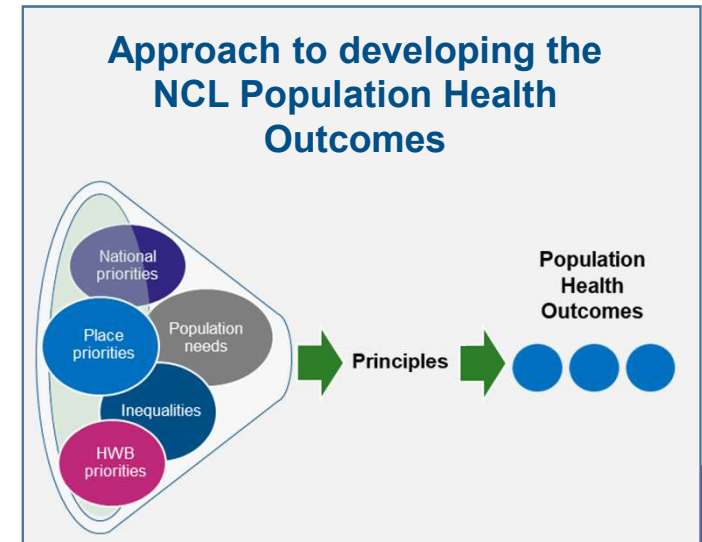 Approach to developing the
NCL Population Health
Outcomes
National
priorities
Place
priorities
Population
needs
Inequalities
HWB
priorities
Principles
Population
Health
Outcomes